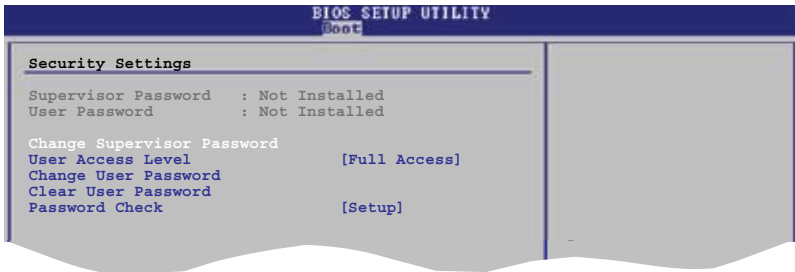 BIOS SETUP UTILITY
Boot
Security Settings
Supervisor Password : Not Installed
User Password : Not Installed
Change Supervisor Password
User Access Level [Full Access]
Change User Password
Clear User Password
Password Check [Setup]